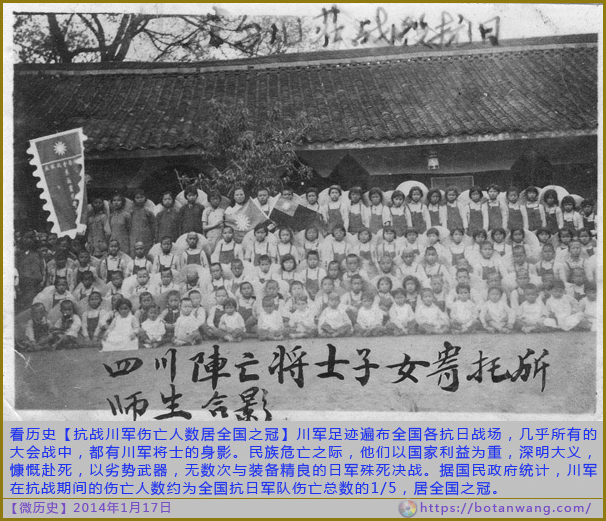 四川 阵亡将士子女寄托所
师生合影
看历史【抗战川军伤亡人数居全国之冠】川军足迹遍布全国各抗日战场，几乎所有的
大会战中，都有川军将士的身影。民族危亡之际，他们以国家利益为重，深明大义，
慷慨赴死，以劣势武器，无数次与装备精良的日军殊死决战。据国民政府统计，川军
在抗战期间的伤亡人数约为全国抗日军队伤亡总数的1/5，居全国之冠。
【微历史】2014年1月17日
https://botanwang.com/